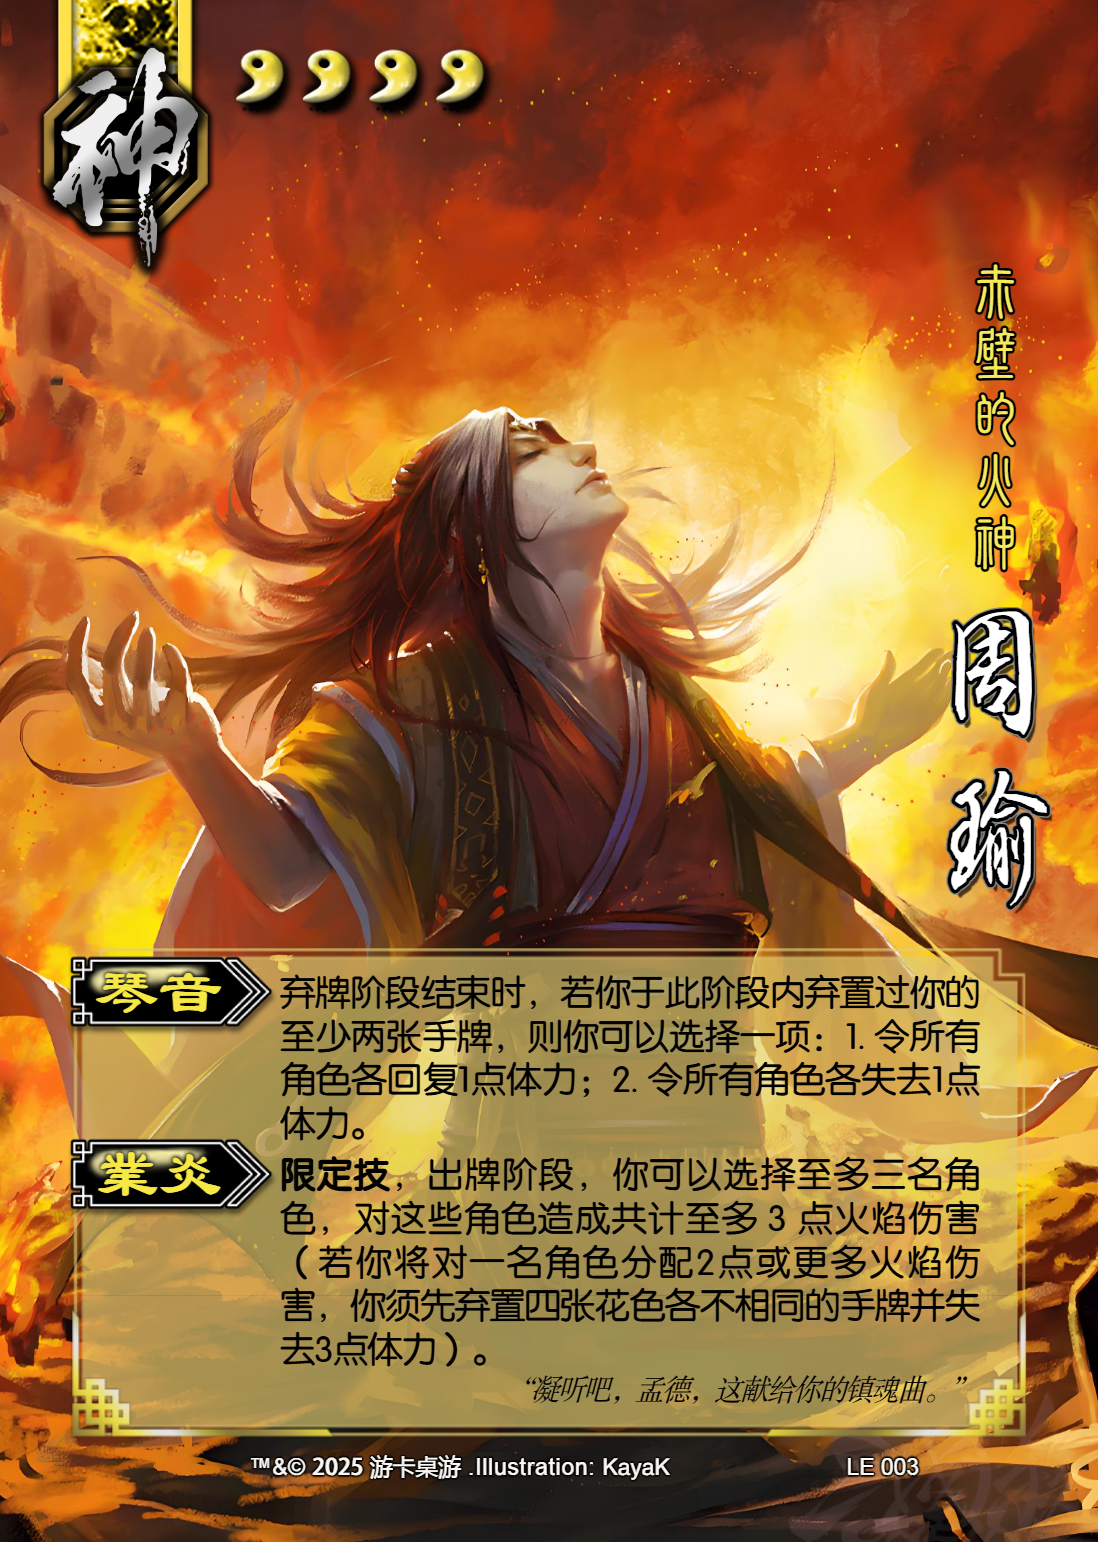 神
赤壁的火神
周瑜
琴音
弃牌阶段结束时，若你于此阶段内弃置过你的
至少两张手牌，则你可以选择一项：1. 令所有
角色各回复1点体力；2. 令所有角色各失去1点
体力。
業炎
限定技，出牌阶段，你可以选择至多三名角
色，对这些角色造成共计至多 3 点火焰伤害
（若你将对一名角色分配2点或更多火焰伤
害，你须先弃置四张花色各不相同的手牌并失
去3点体力）。
“凝听吧，孟德，这献给你的镇魂曲。”
™&© 2025 游卡桌游 .Illustration: KayaK
LE 003